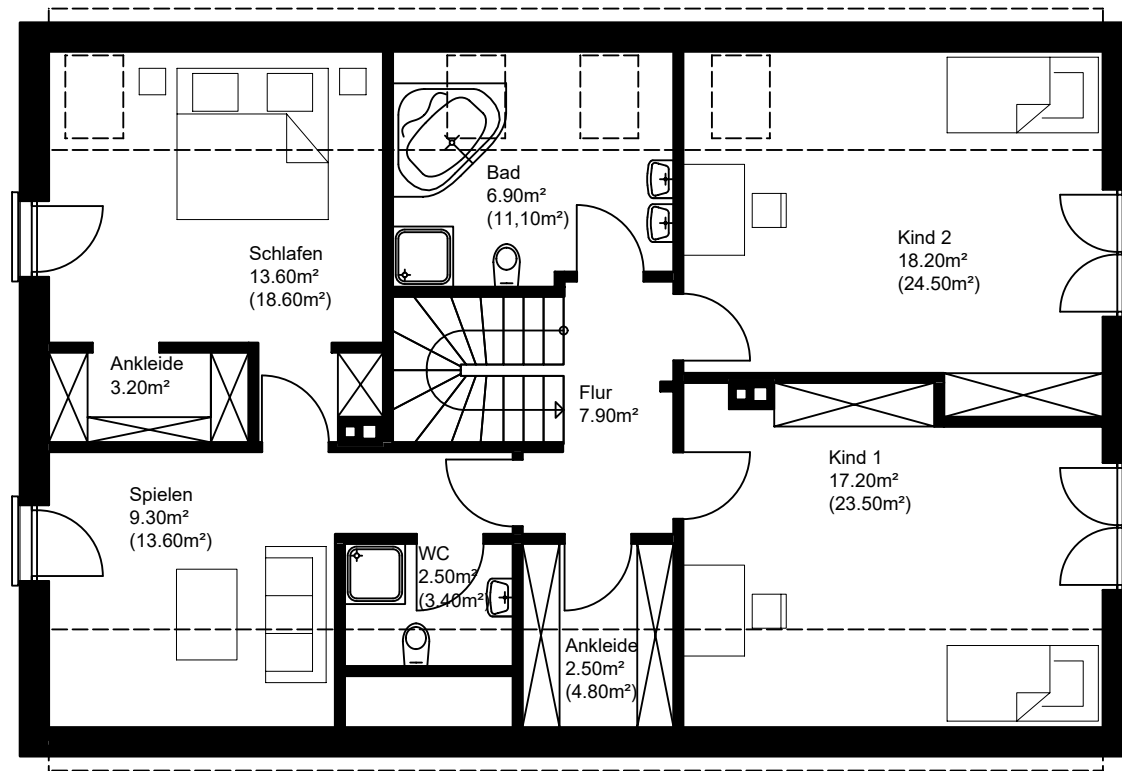 Bad
6.90m²
(11,10m²)
Kind 2
18.20m²
(24.50m²)
Schlafen
13.60m²
(18.60m²)
Ankleide
3.20m²
Flur
7.90m²
Kind 1
17.20m²
(23.50m²)
Spielen
9.30m²
(13.60m²)
WC
2.50m²
(3.40m²)
Ankleide
2.50m²
(4.80m²)